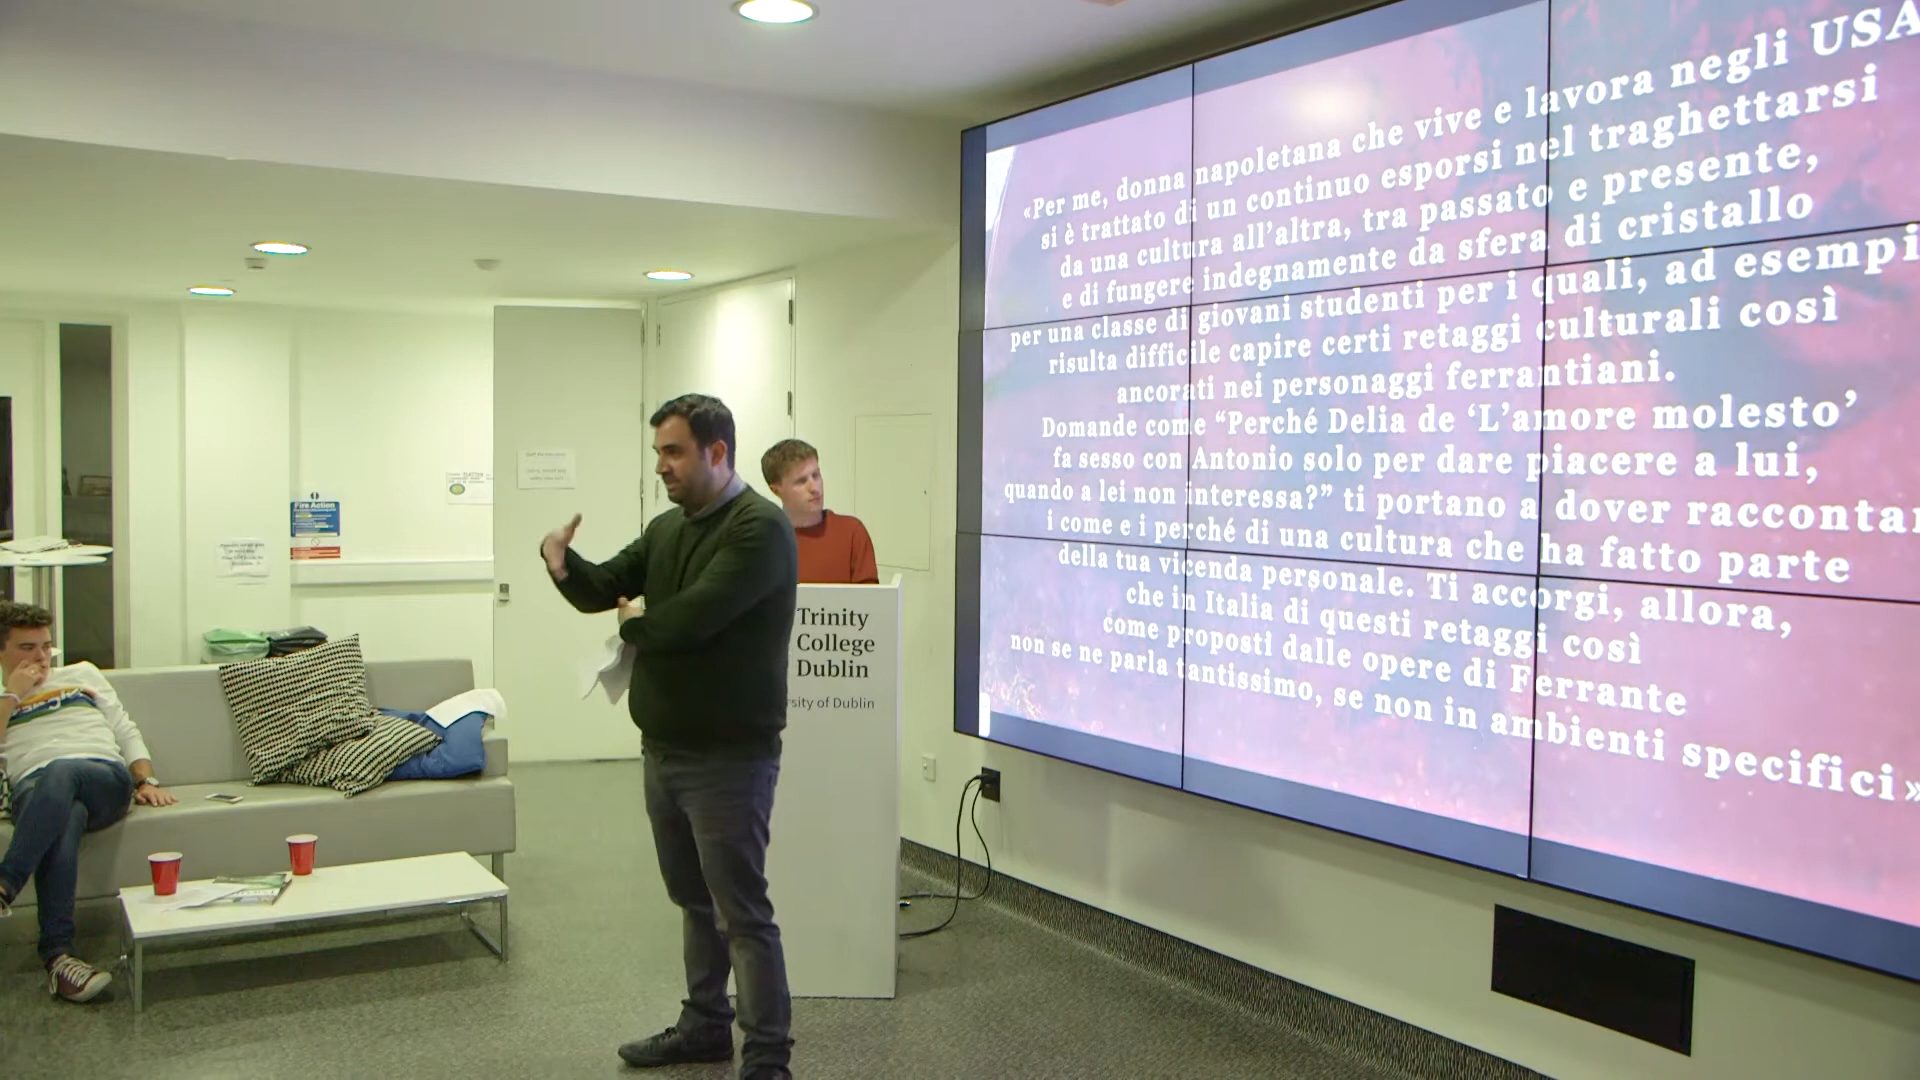 «Per me, donna napoletana che vive e lavora negli USA
si è trattato di un continuo esporsi nel traghettarsi
da una cultura all'altra, tra passato e presente,
e di fungere indegnamente da sfera di cristallo
per una classe di giovani studenti per i quali, ad esempi
risulta difficile capire certi retaggi culturali così
ancorati nei personaggi ferrantiani.
Domande come “Perché Delia de ‘L'amore molesto’
fa sesso con Antonio solo per dare piacere a lui,
quando a lei non interessa?” ti portano a dover racconta
i come e i perché di una cultura che ha fatto parte
della tua vicenda personale. Ti accorgi, allora,
che in Italia di questi retaggi così
come proposti dalle opere di Ferrante
non se ne parla tantissimo, se non in ambienti specifici»
Trinity
College
Dublin
rsity of Dublin
Fire Action